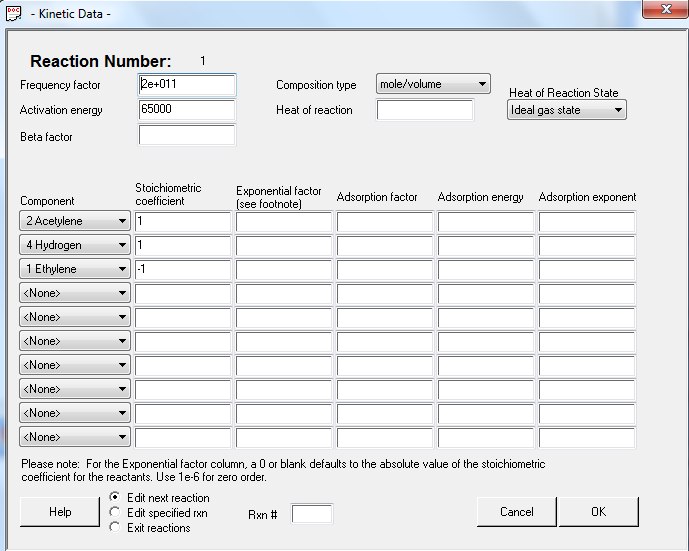 DOC
- Kinetic Data -
Reaction Number: 1
Frequency factor 2e+011 Composition type mole/volume Heat of Reaction State
Activation energy 65000 Heat of reaction Ideal gas state
Beta factor
Component Stoichiometric coefficient Exponential factor (see footnote) Adsorption factor Adsorption energy Adsorption exponent
2 Acetylene 1
4 Hydrogen 1
1 Ethylene -1
<None>
<None>
<None>
<None>
<None>
<None>
<None>
Please note: For the Exponential factor column, a 0 or blank defaults to the absolute value of the stoichiometric
coefficient for the reactants. Use 1e-6 for zero order.
Help
Edit next reaction
Edit specified rxn
Exit reactions
Rxn #
Cancel
OK